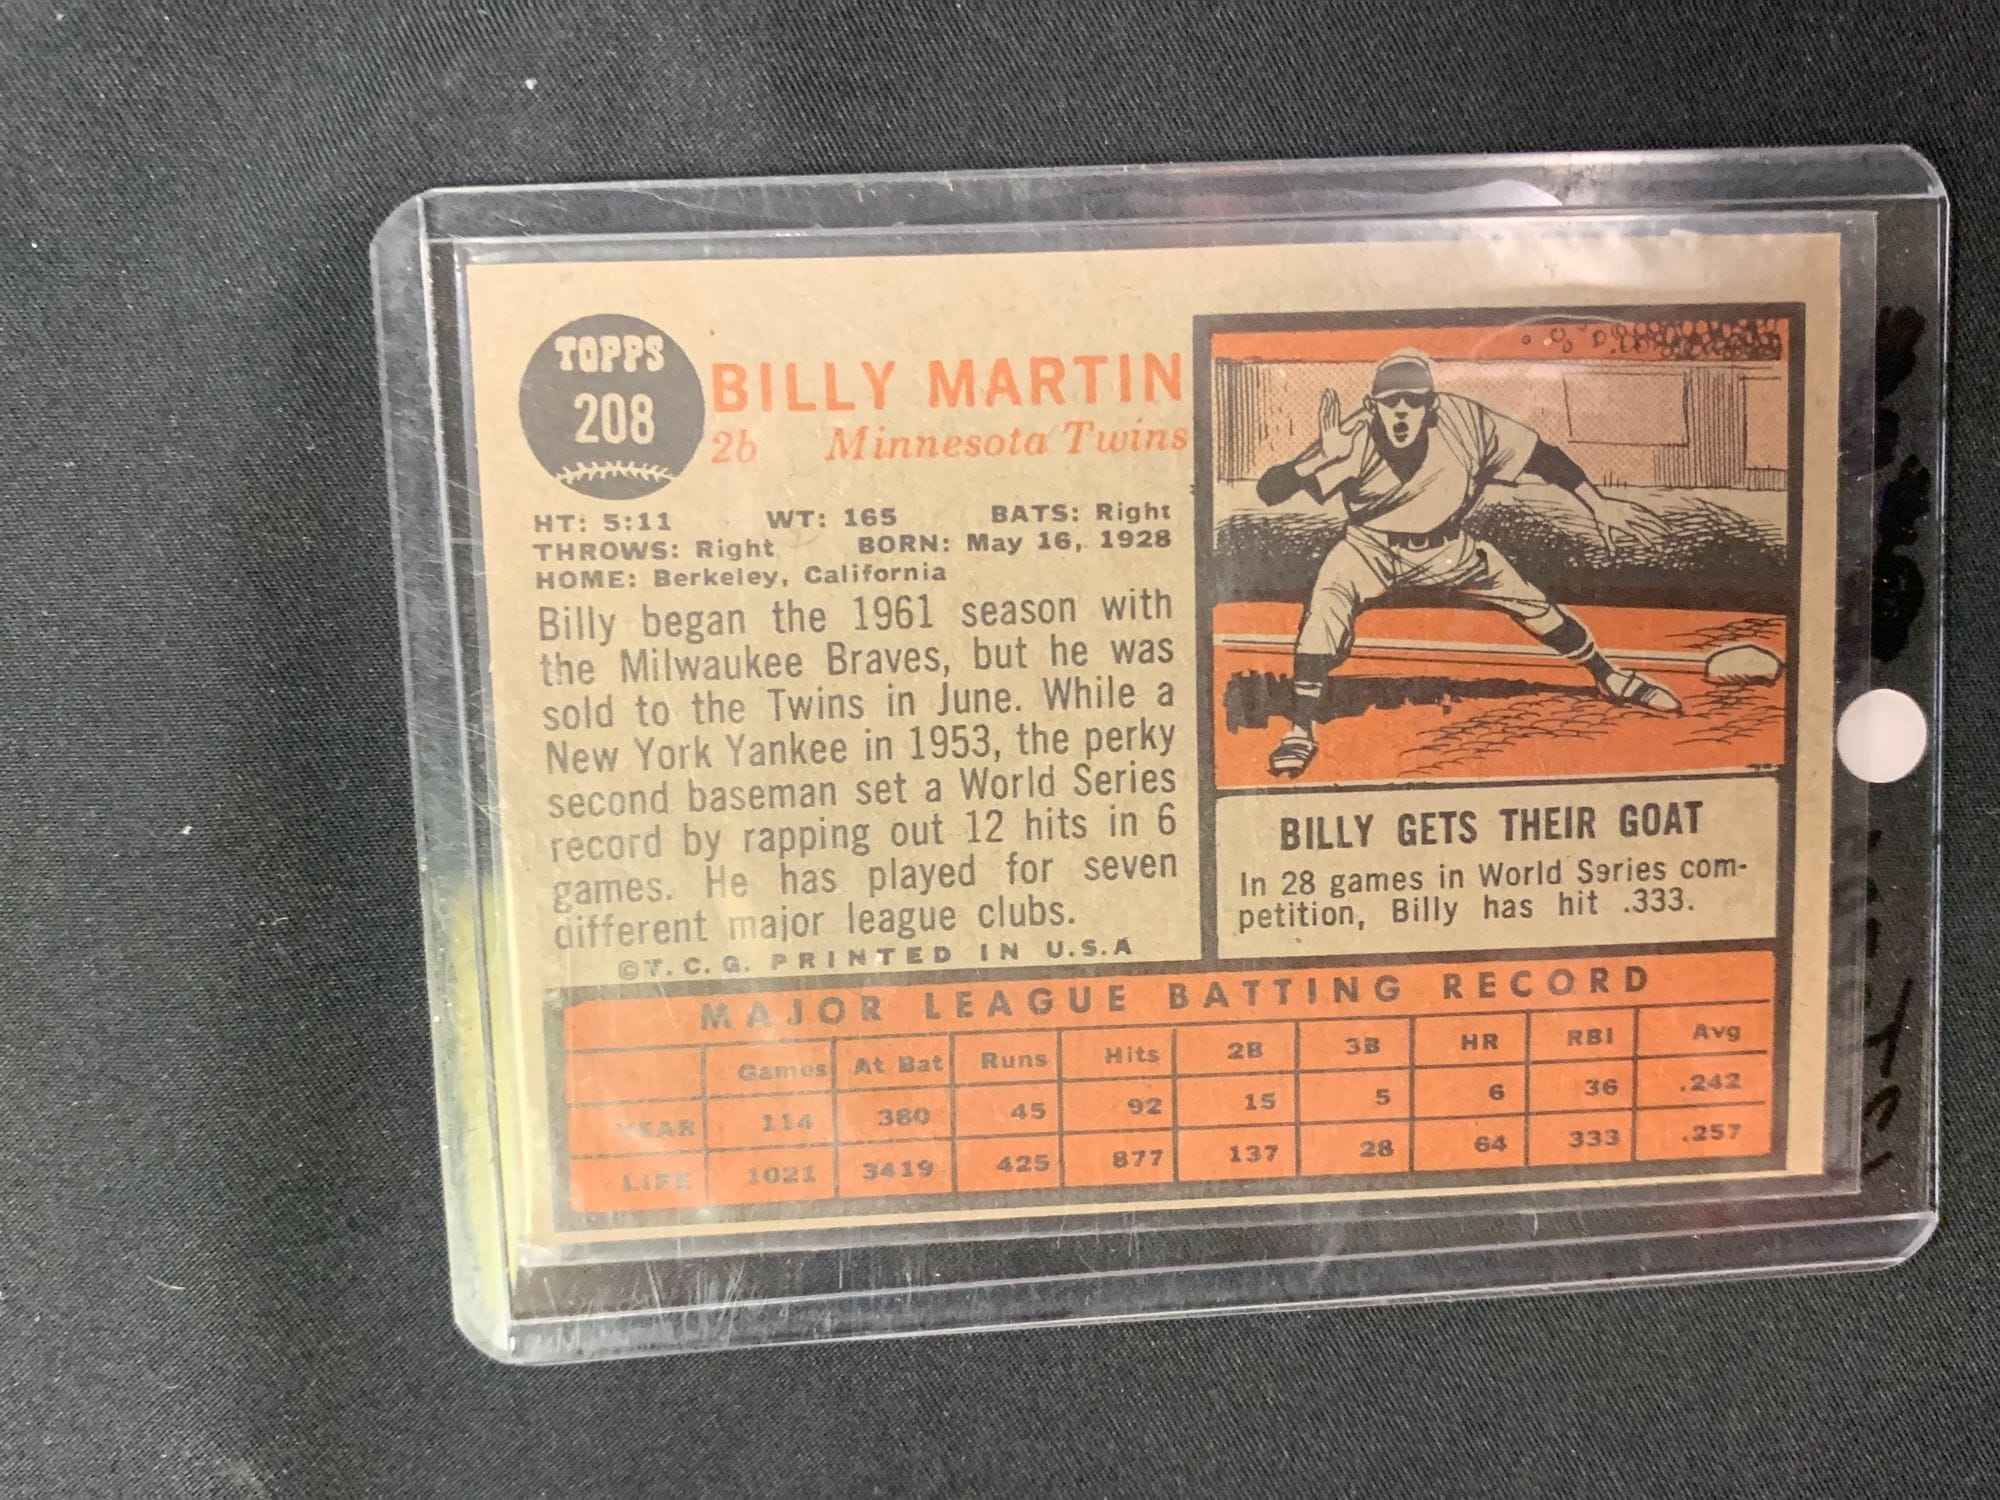 TOPPS
208
BILLY MARTIN
2b Minnesota Twins
HT: 5:11 WT: 165 BATS: Right
THROWS: Right BORN: May 16, 1928
HOME: Berkeley, California
Billy began the 1961 season with
the Milwaukee Braves, but he was
sold to the Twins in June. While a
New York Yankee in 1953, the perky
second baseman set a World Series
record by rapping out 12 hits in 6
games. He has played for seven
different major league clubs.
©T. C. G. PRINTED IN U.S.A
BILLY GETS THEIR GOAT
In 28 games in World Series com-
petition, Billy has hit .333.
MAJOR LEAGUE BATTING RECORD
Games At Bat Runs Hits 2B 3B HR RBI Avg
YEAR 114 380 45 92 15 5 6 36 .242
LIFE 1021 3419 425 877 137 28 64 333 .257